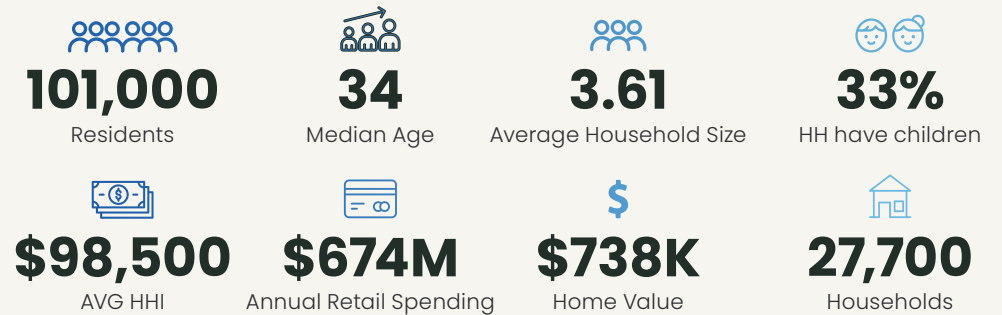 101,000
Residents
34
Median Age
3.61
Average Household Size
33%
HH have children
$98,500
AVG HHI
$674M
Annual Retail Spending
$738K
Home Value
27,700
Households